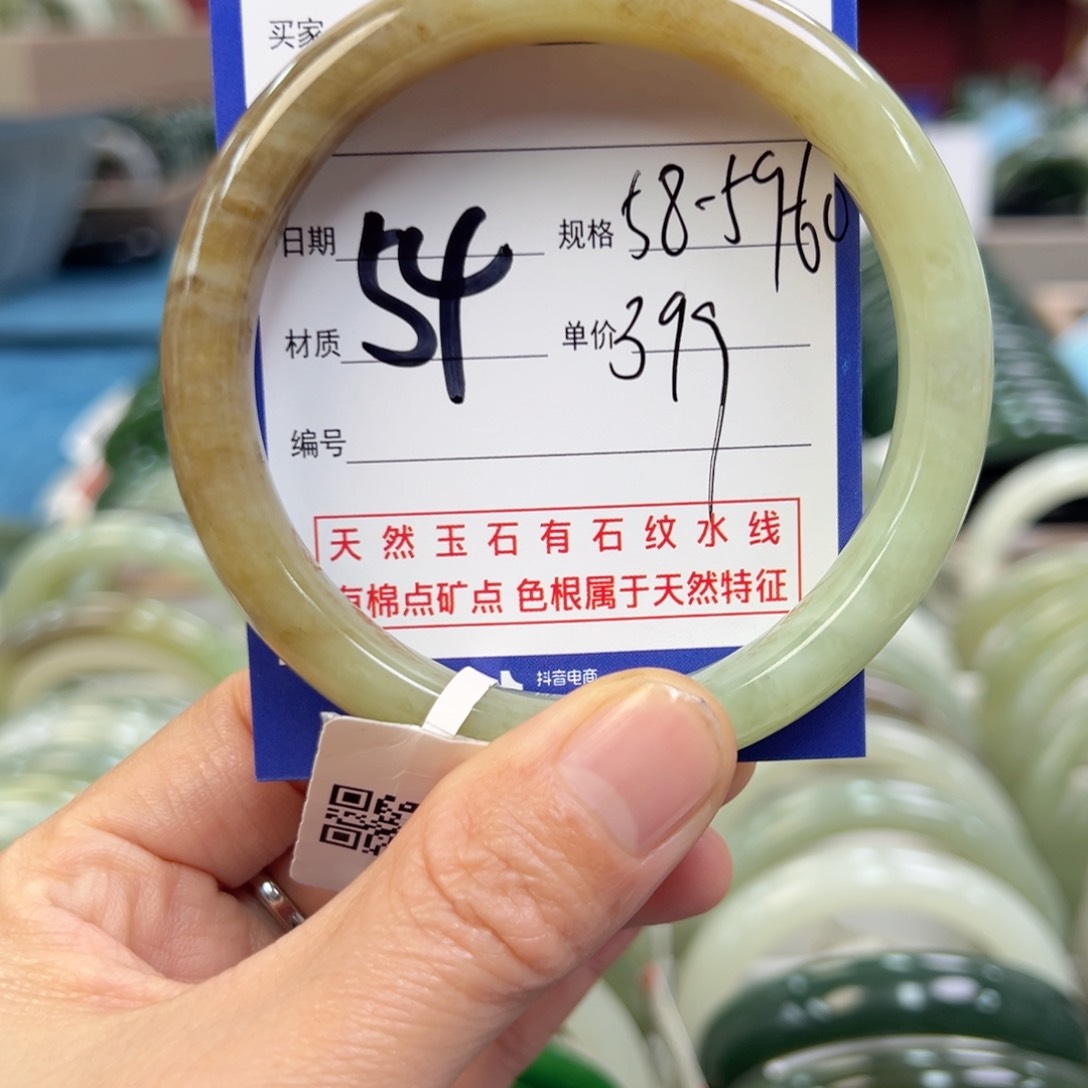 买家
日期 54 规格 58-59-60
材质 单价 399
编号
天然玉石有石纹水线
有棉点矿点 色根属于天然特征
抖音电商